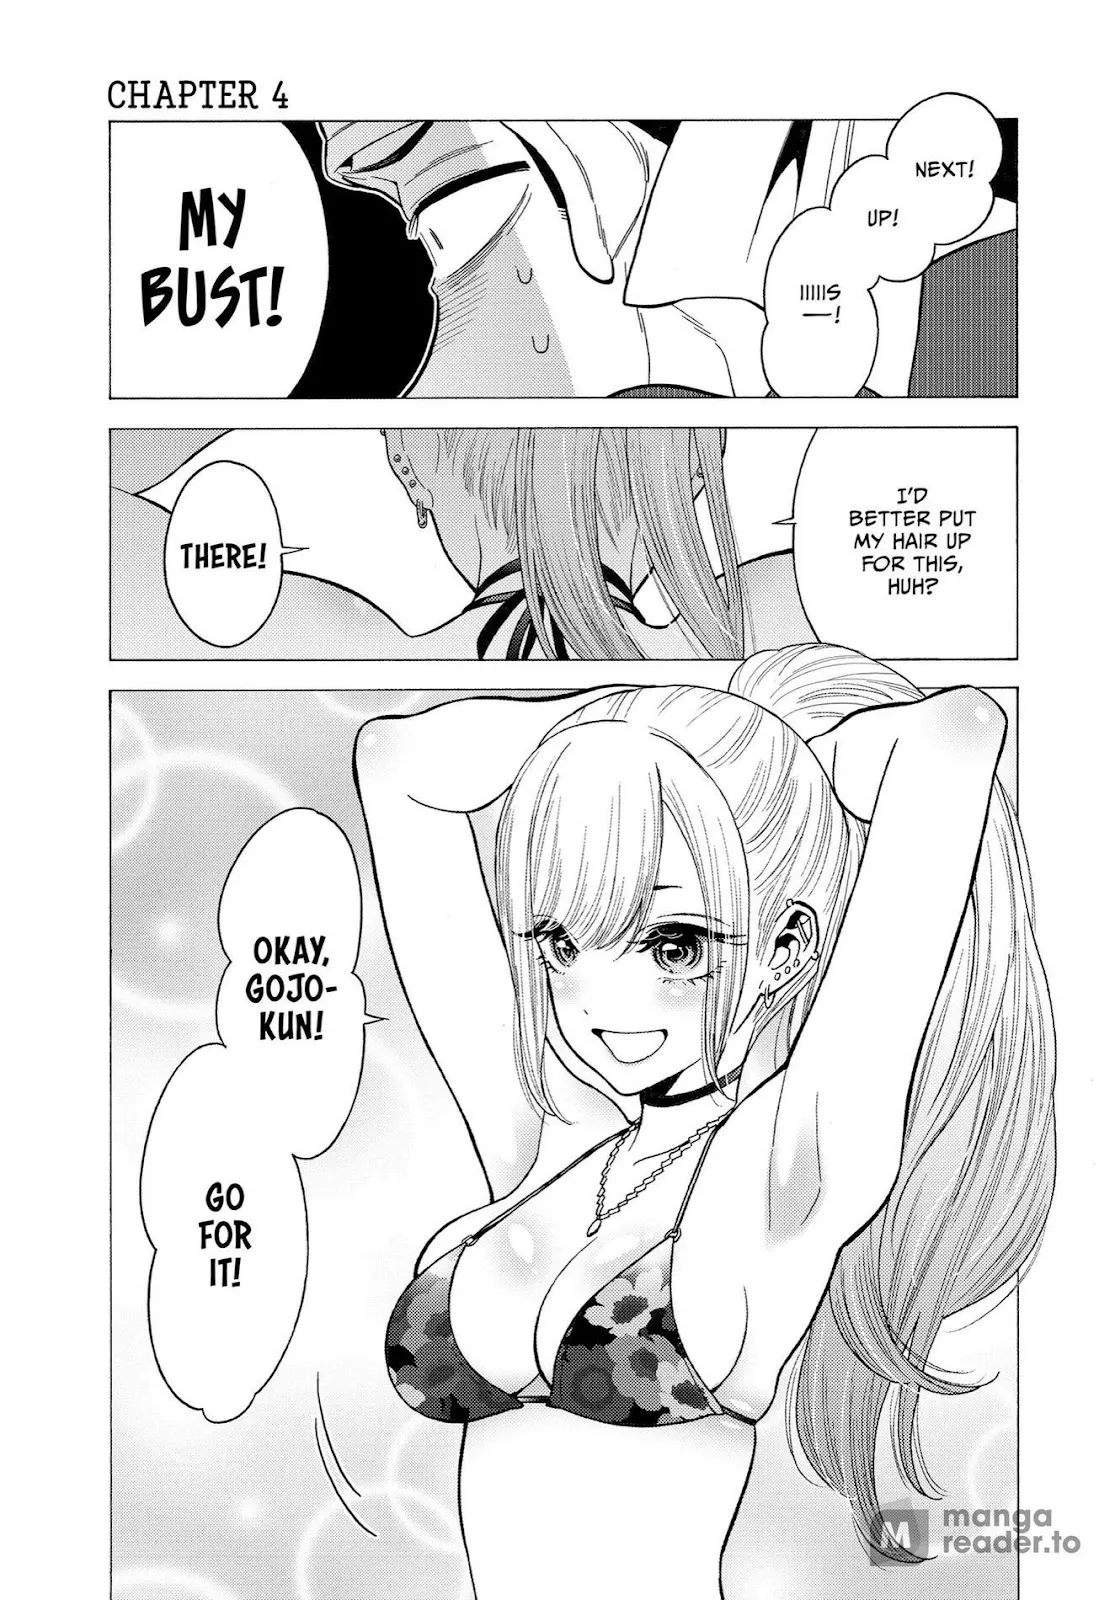 CHAPTER 4
NEXT!
UP!
IIIIIS
—!
MY
BUST!
I'D
BETTER PUT
MY HAIR UP
FOR THIS,
HUH?
THERE!
OKAY,
GOJO-
KUN!
GO
FOR
IT!
M
manga
reader.to